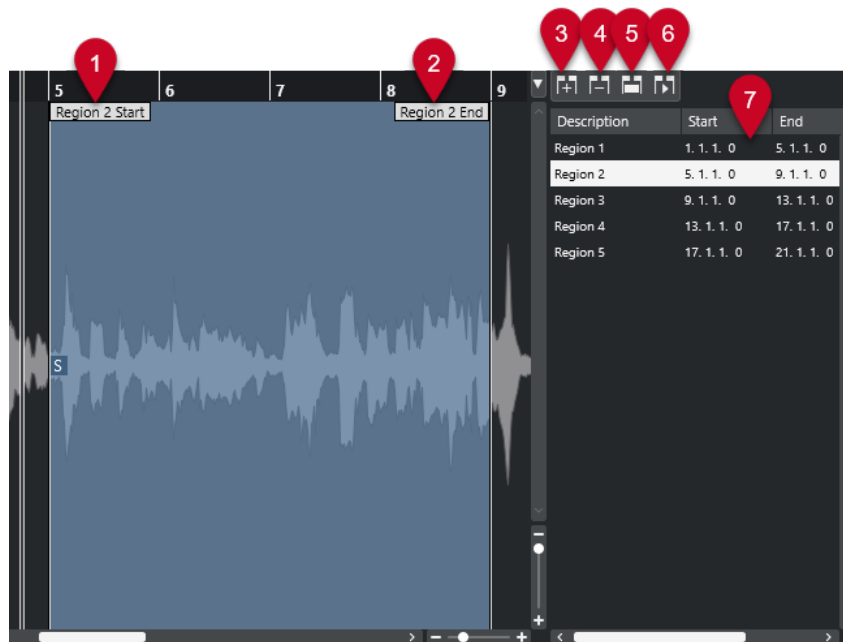 1 2 3 4 5 6 7
5 6 7 8 9
Region 2 Start Region 2 End
Description Start End
Region 1 1. 1. 1. 0 5. 1. 1. 0
Region 2 5. 1. 1. 0 9. 1. 1. 0
Region 3 9. 1. 1. 0 13. 1. 1. 0
Region 4 13. 1. 1. 0 17. 1. 1. 0
Region 5 17. 1. 1. 0 21. 1. 1. 0
S